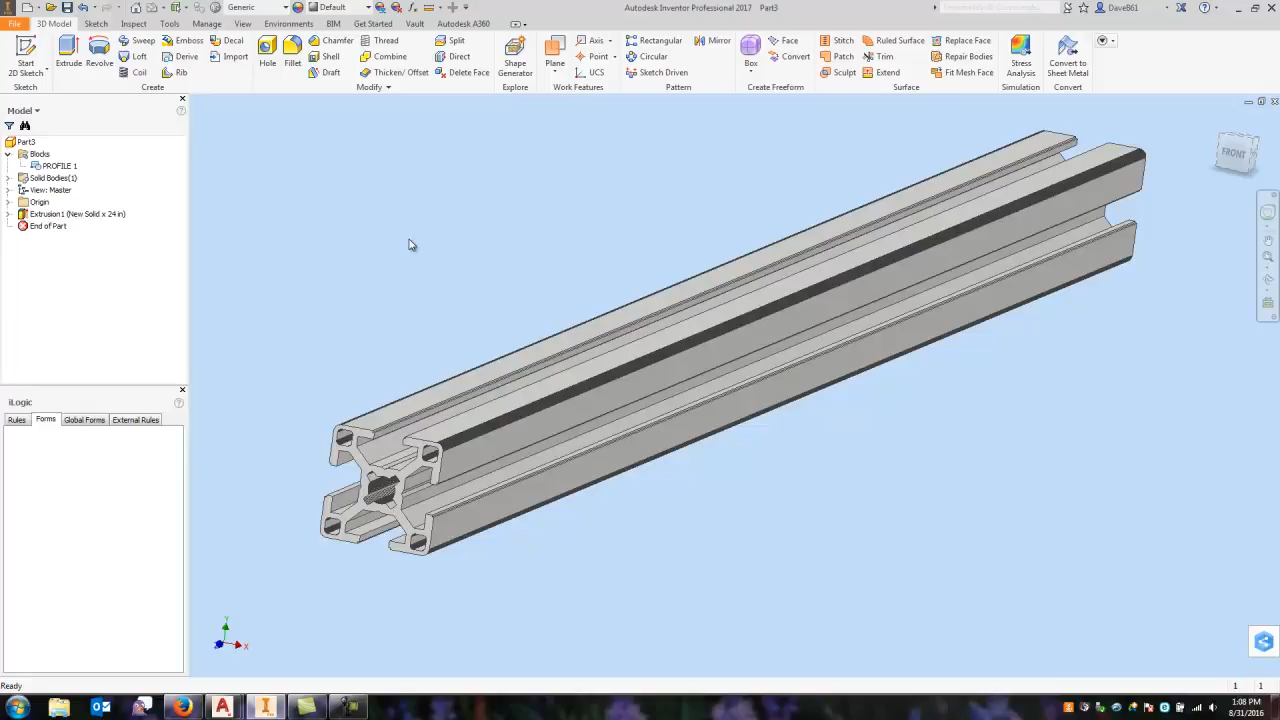 Generic
Default
Autodesk Inventor Professional 2017 Part3
DaveB61
File
3D Model
Sketch
Inspect
Tools
Manage
View
Environments
BIM
Get Started
Vault
Autodesk A360
Start
2D Sketch
Extrude
Revolve
Sweep
Emboss
Decal
Loft
Derive
Import
Coil
Rib
Hole
Fillet
Chamfer
Thread
Split
Shell
Combine
Direct
Draft
Thicken/ Offset
Delete Face
Shape
Generator
Plane
Axis
Point
UCS
Rectangular
Mirror
Circular
Sketch Driven
Box
Face
Convert
Stitch
Ruled Surface
Replace Face
Patch
Trim
Repair Bodies
Sculpt
Extend
Fit Mesh Face
Stress
Analysis
Convert to
Sheet Metal
Sketch
Create
Modify
Explore
Work Features
Pattern
Create Freeform
Surface
Simulation
Convert
Model
Part3
Blocks
PROFILE 1
Solid Bodies(1)
View: Master
Origin
Extrusion1 (New Solid x 24 in)
End of Part
FRONT
iLogic
Rules
Forms
Global Forms
External Rules
Y
X
Ready
1
1
1:08 PM
8/31/2016